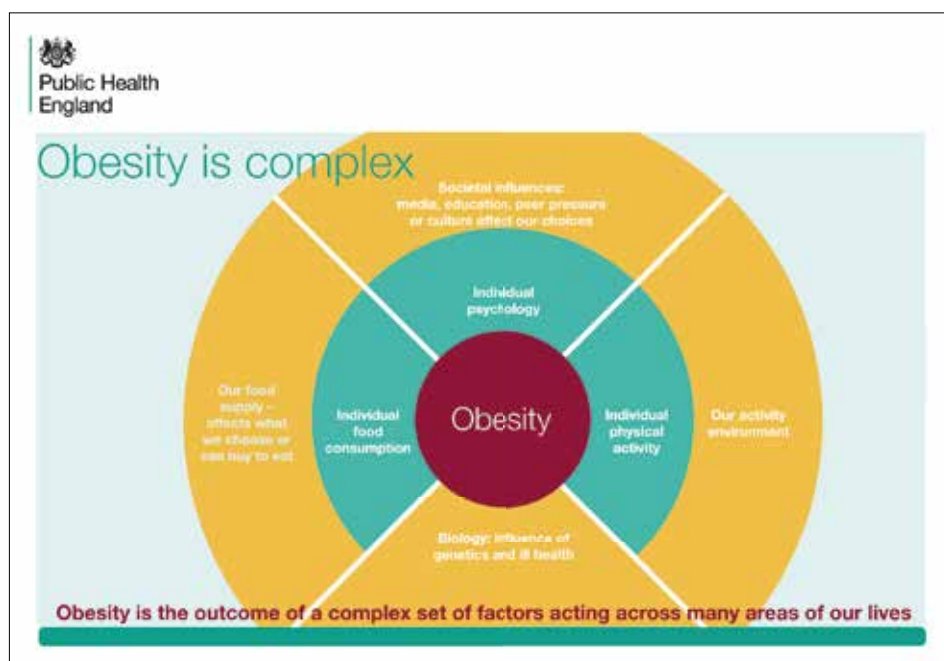 Public Health
England
Obesity is complex
Societal influences:
media, education, peer pressure
or culture affect our choices
Individual
psychology
Our food
supply –
affects what
we choose or
can buy to eat
Individual
food
consumption
Obesity
Individual
physical
activity
Our activity
environment
Biology: influence of
genetics and ill health
Obesity is the outcome of a complex set of factors acting across many areas of our lives